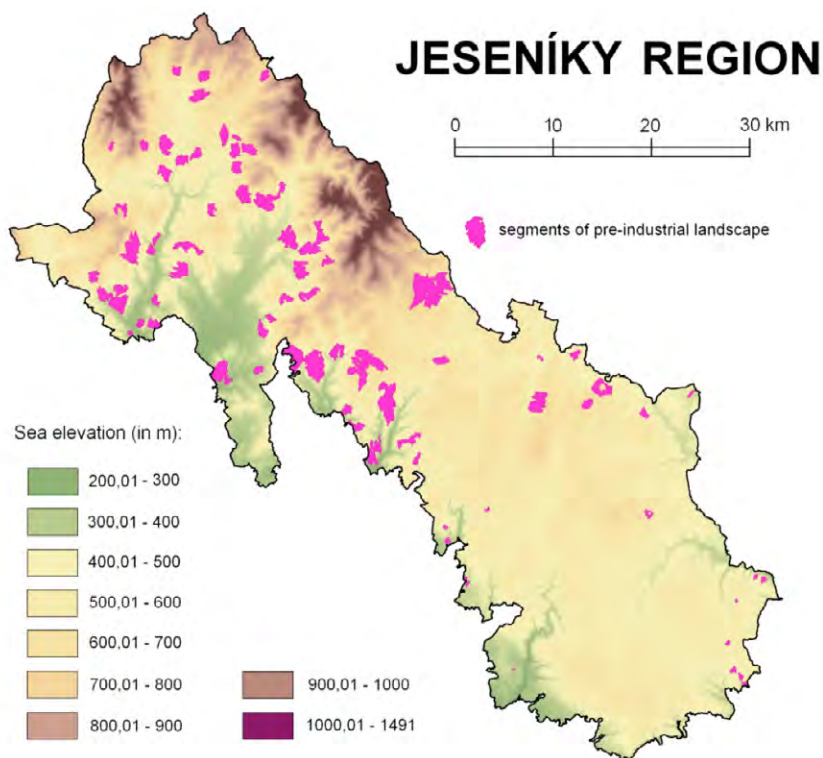 JESENÍKY REGION
0 10 20 30 km
segments of pre-industrial landscape
Sea elevation (in m):
200,01 - 300
300,01 - 400
400,01 - 500
500,01 - 600
600,01 - 700
700,01 - 800
800,01 - 900
900,01 - 1000
1000,01 - 1491